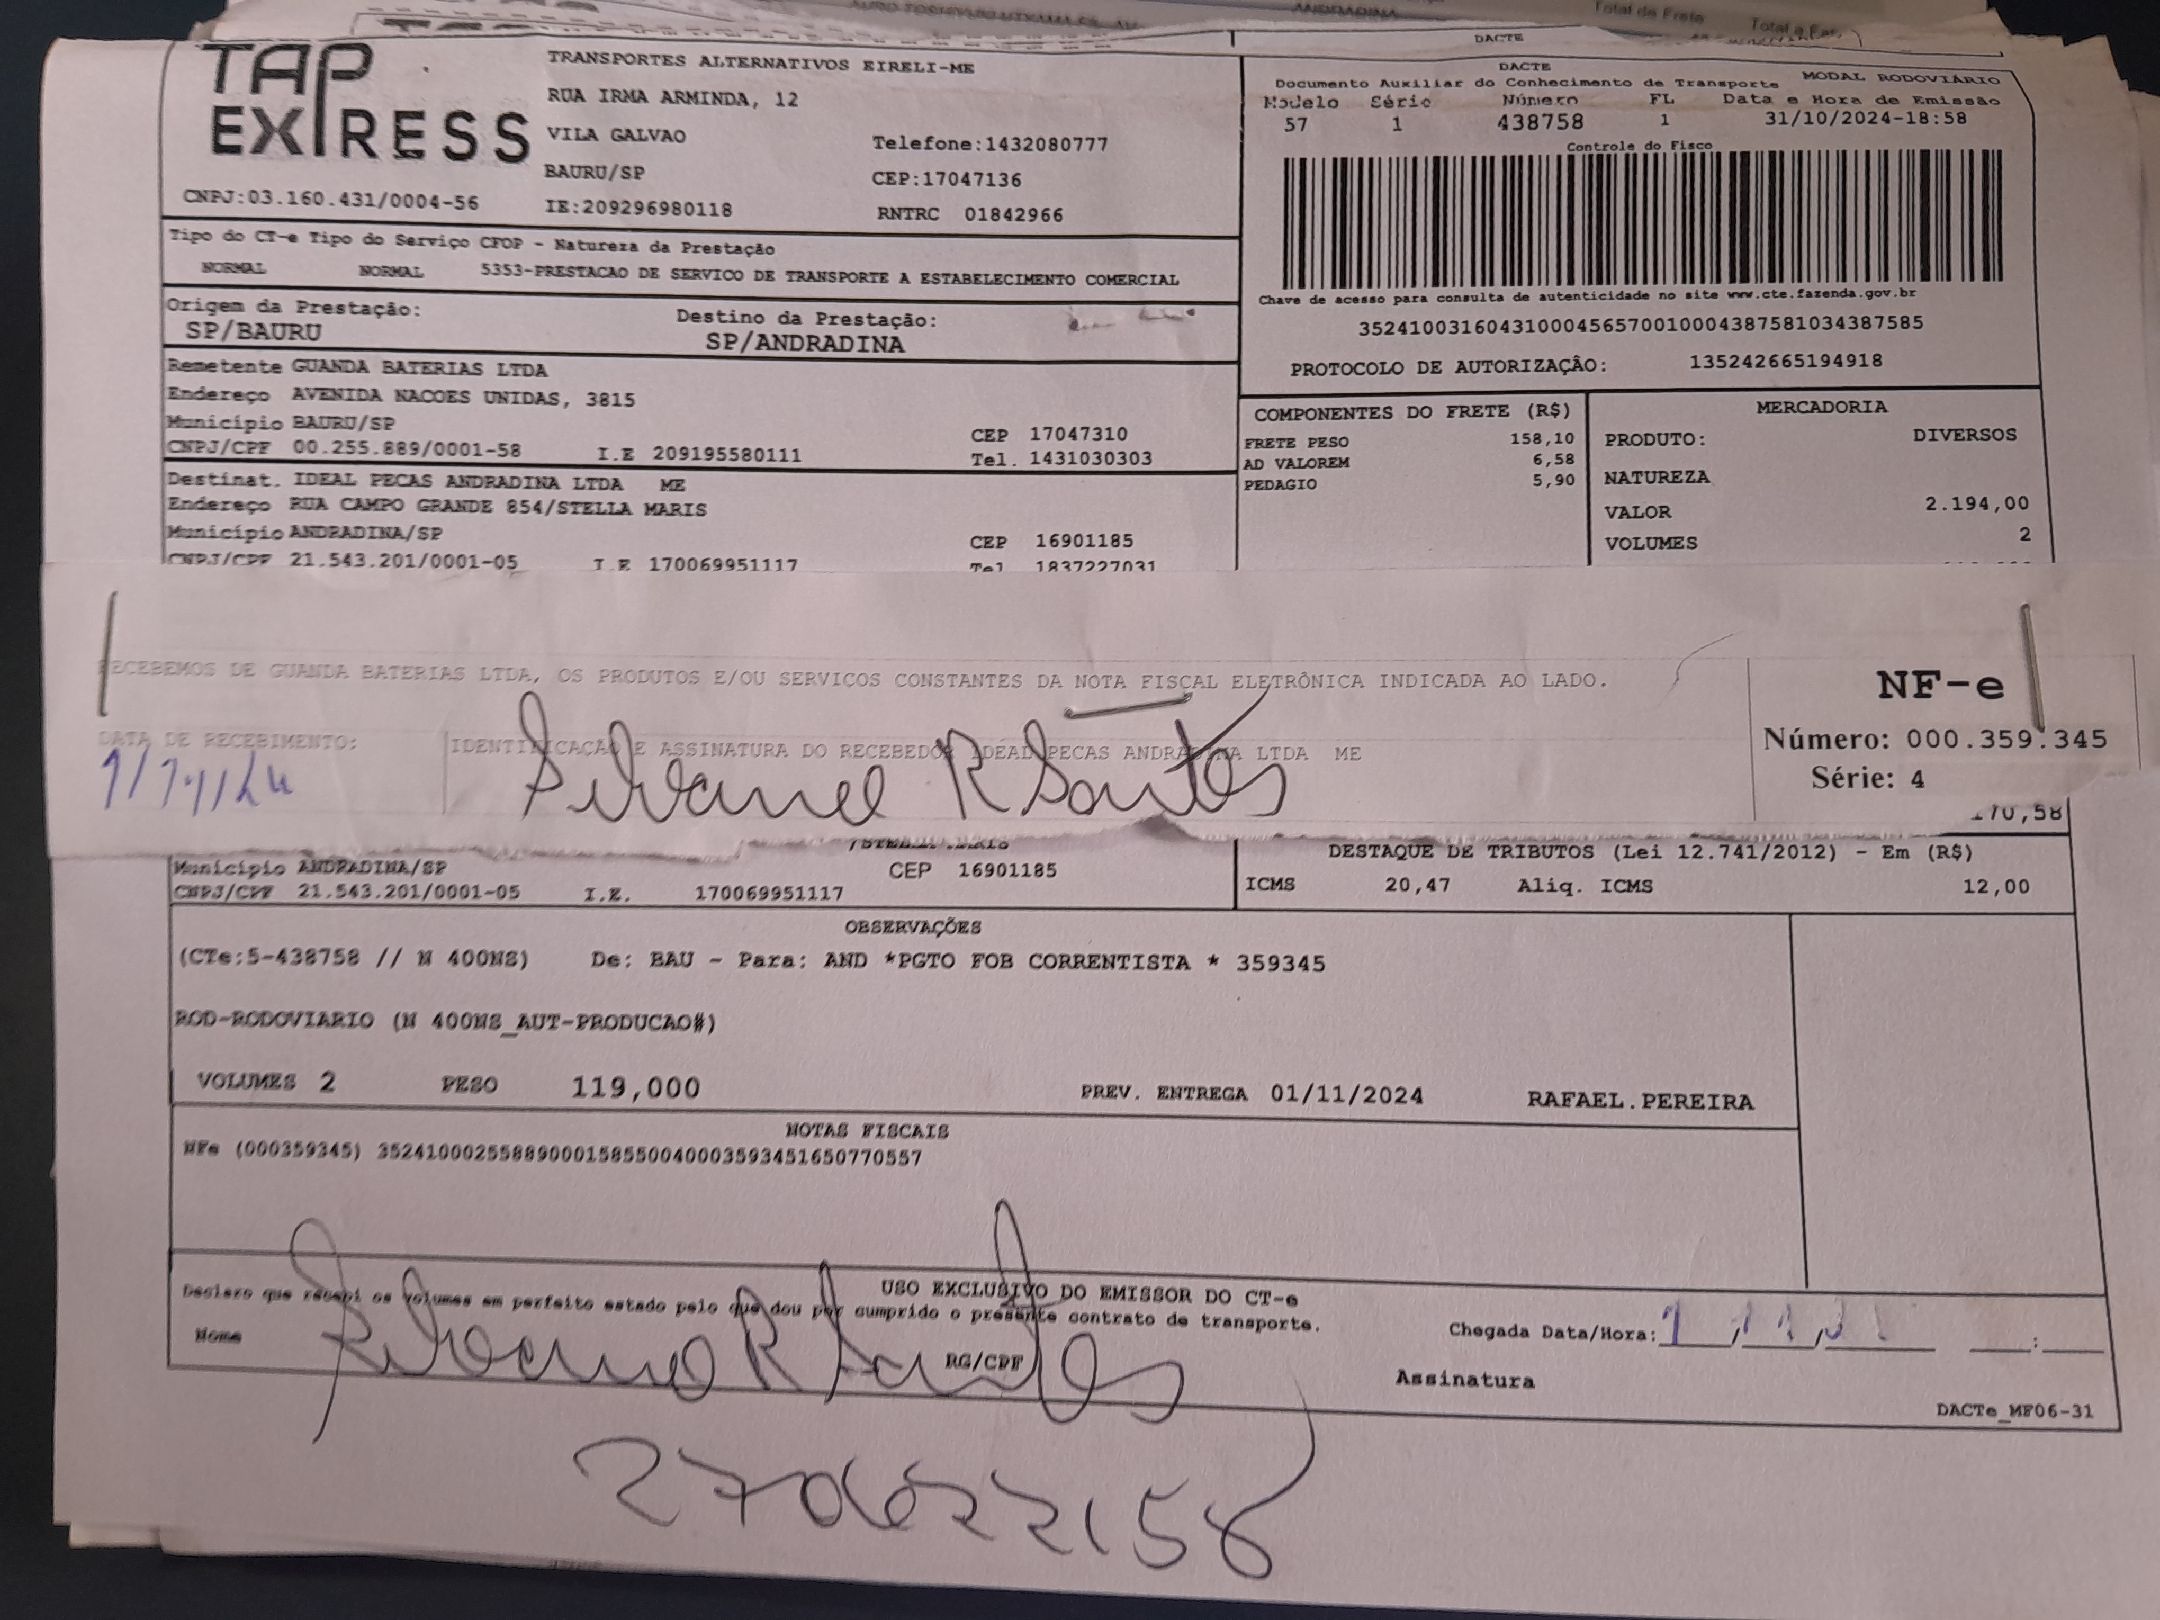 ANDRADINA
Total de Frete
DACTE
TAP
EXPRESS
CNPJ:03.160.431/0004-56
TRANSPORTES ALTERNATIVOS EIRELI-ME
RUA IRMA ARMINDA, 12
VILA GALVAO
Telefone:1432080777
BAURU/SP
CEP:17047136
IE:209296980118
RNTRC 01842966
DACTE
Documento Auxiliar do Conhecimento de Transporte MODAL RODOVIÁRIO
Modelo Série Número FL Data e Hora de Emissão
57 1 438758 1 31/10/2024-18:58
Controle do Fisco
Chave de acesso para consulta de autenticidade no site www.cte.fazenda.gov.br
35241003160431000456570010004387581034387585
PROTOCOLO DE AUTORIZAÇÃO: 135242665194918
Tipo do CT-e Tipo do Serviço CFOP - Natureza da Prestação
NORMAL NORMAL 5353-PRESTACAO DE SERVICO DE TRANSPORTE A ESTABELECIMENTO COMERCIAL
Origem da Prestação: Destino da Prestação:
SP/BAURU SP/ANDRADINA
Remetente GUANDA BATERIAS LTDA
Endereço AVENIDA NACOES UNIDAS, 3815
Município BAURU/SP CEP 17047310
CNPJ/CPF 00.255.889/0001-58 I.E 209195580111 Tel. 1431030303
Destinat. IDEAL PECAS ANDRADINA LTDA ME
Endereço RUA CAMPO GRANDE 854/STELLA MARIS
Município ANDRADINA/SP CEP 16901185
CNPJ/CPF 21.543.201/0001-05 I.E 170069951117 Tel 1837227031
COMPONENTES DO FRETE (R$)
FRETE PESO 158,10
AD VALOREM 6,58
PEDAGIO 5,90
MERCADORIA
PRODUTO: DIVERSOS
NATUREZA
VALOR 2.194,00
VOLUMES 2
RECEBEMOS DE GUANDA BATERIAS LTDA, OS PRODUTOS E/OU SERVICOS CONSTANTES DA NOTA FISCAL ELETRÔNICA INDICADA AO LADO.
DATA DE RECEBIMENTO: IDENTIFICAÇÃO E ASSINATURA DO RECEBEDOR IDEAL PECAS ANDRADINA LTDA ME
1/11/24
R Santos
NF-e
Número: 000.359.345
Série: 4
170,58
Município ANDRADINA/SP CEP 16901185
CNPJ/CPF 21.543.201/0001-05 I.E. 170069951117
DESTAQUE DE TRIBUTOS (Lei 12.741/2012) - Em (R$)
ICMS 20,47 Aliq. ICMS 12,00
OBSERVAÇÕES
(CTe:5-438758 // N 400NS) De: BAU - Para: AND *PGTO FOB CORRENTISTA * 359345
ROD-RODOVIARIO (N 400NS_AUT-PRODUCAO#)
VOLUMES 2 PESO 119,000 PREV. ENTREGA 01/11/2024 RAFAEL.PEREIRA
NOTAS FISCAIS
NFe (000359345) 35241000255889000158550040003593451650770557
USO EXCLUSIVO DO EMISSOR DO CT-e
Declaro que recebi os volumes em perfeito estado pelo que dou por cumprido o presente contrato de transporte.
Nome R Santos RG/CPF
Chegada Data/Hora: 1/11/ :
Assinatura
DACTe_MF06-31